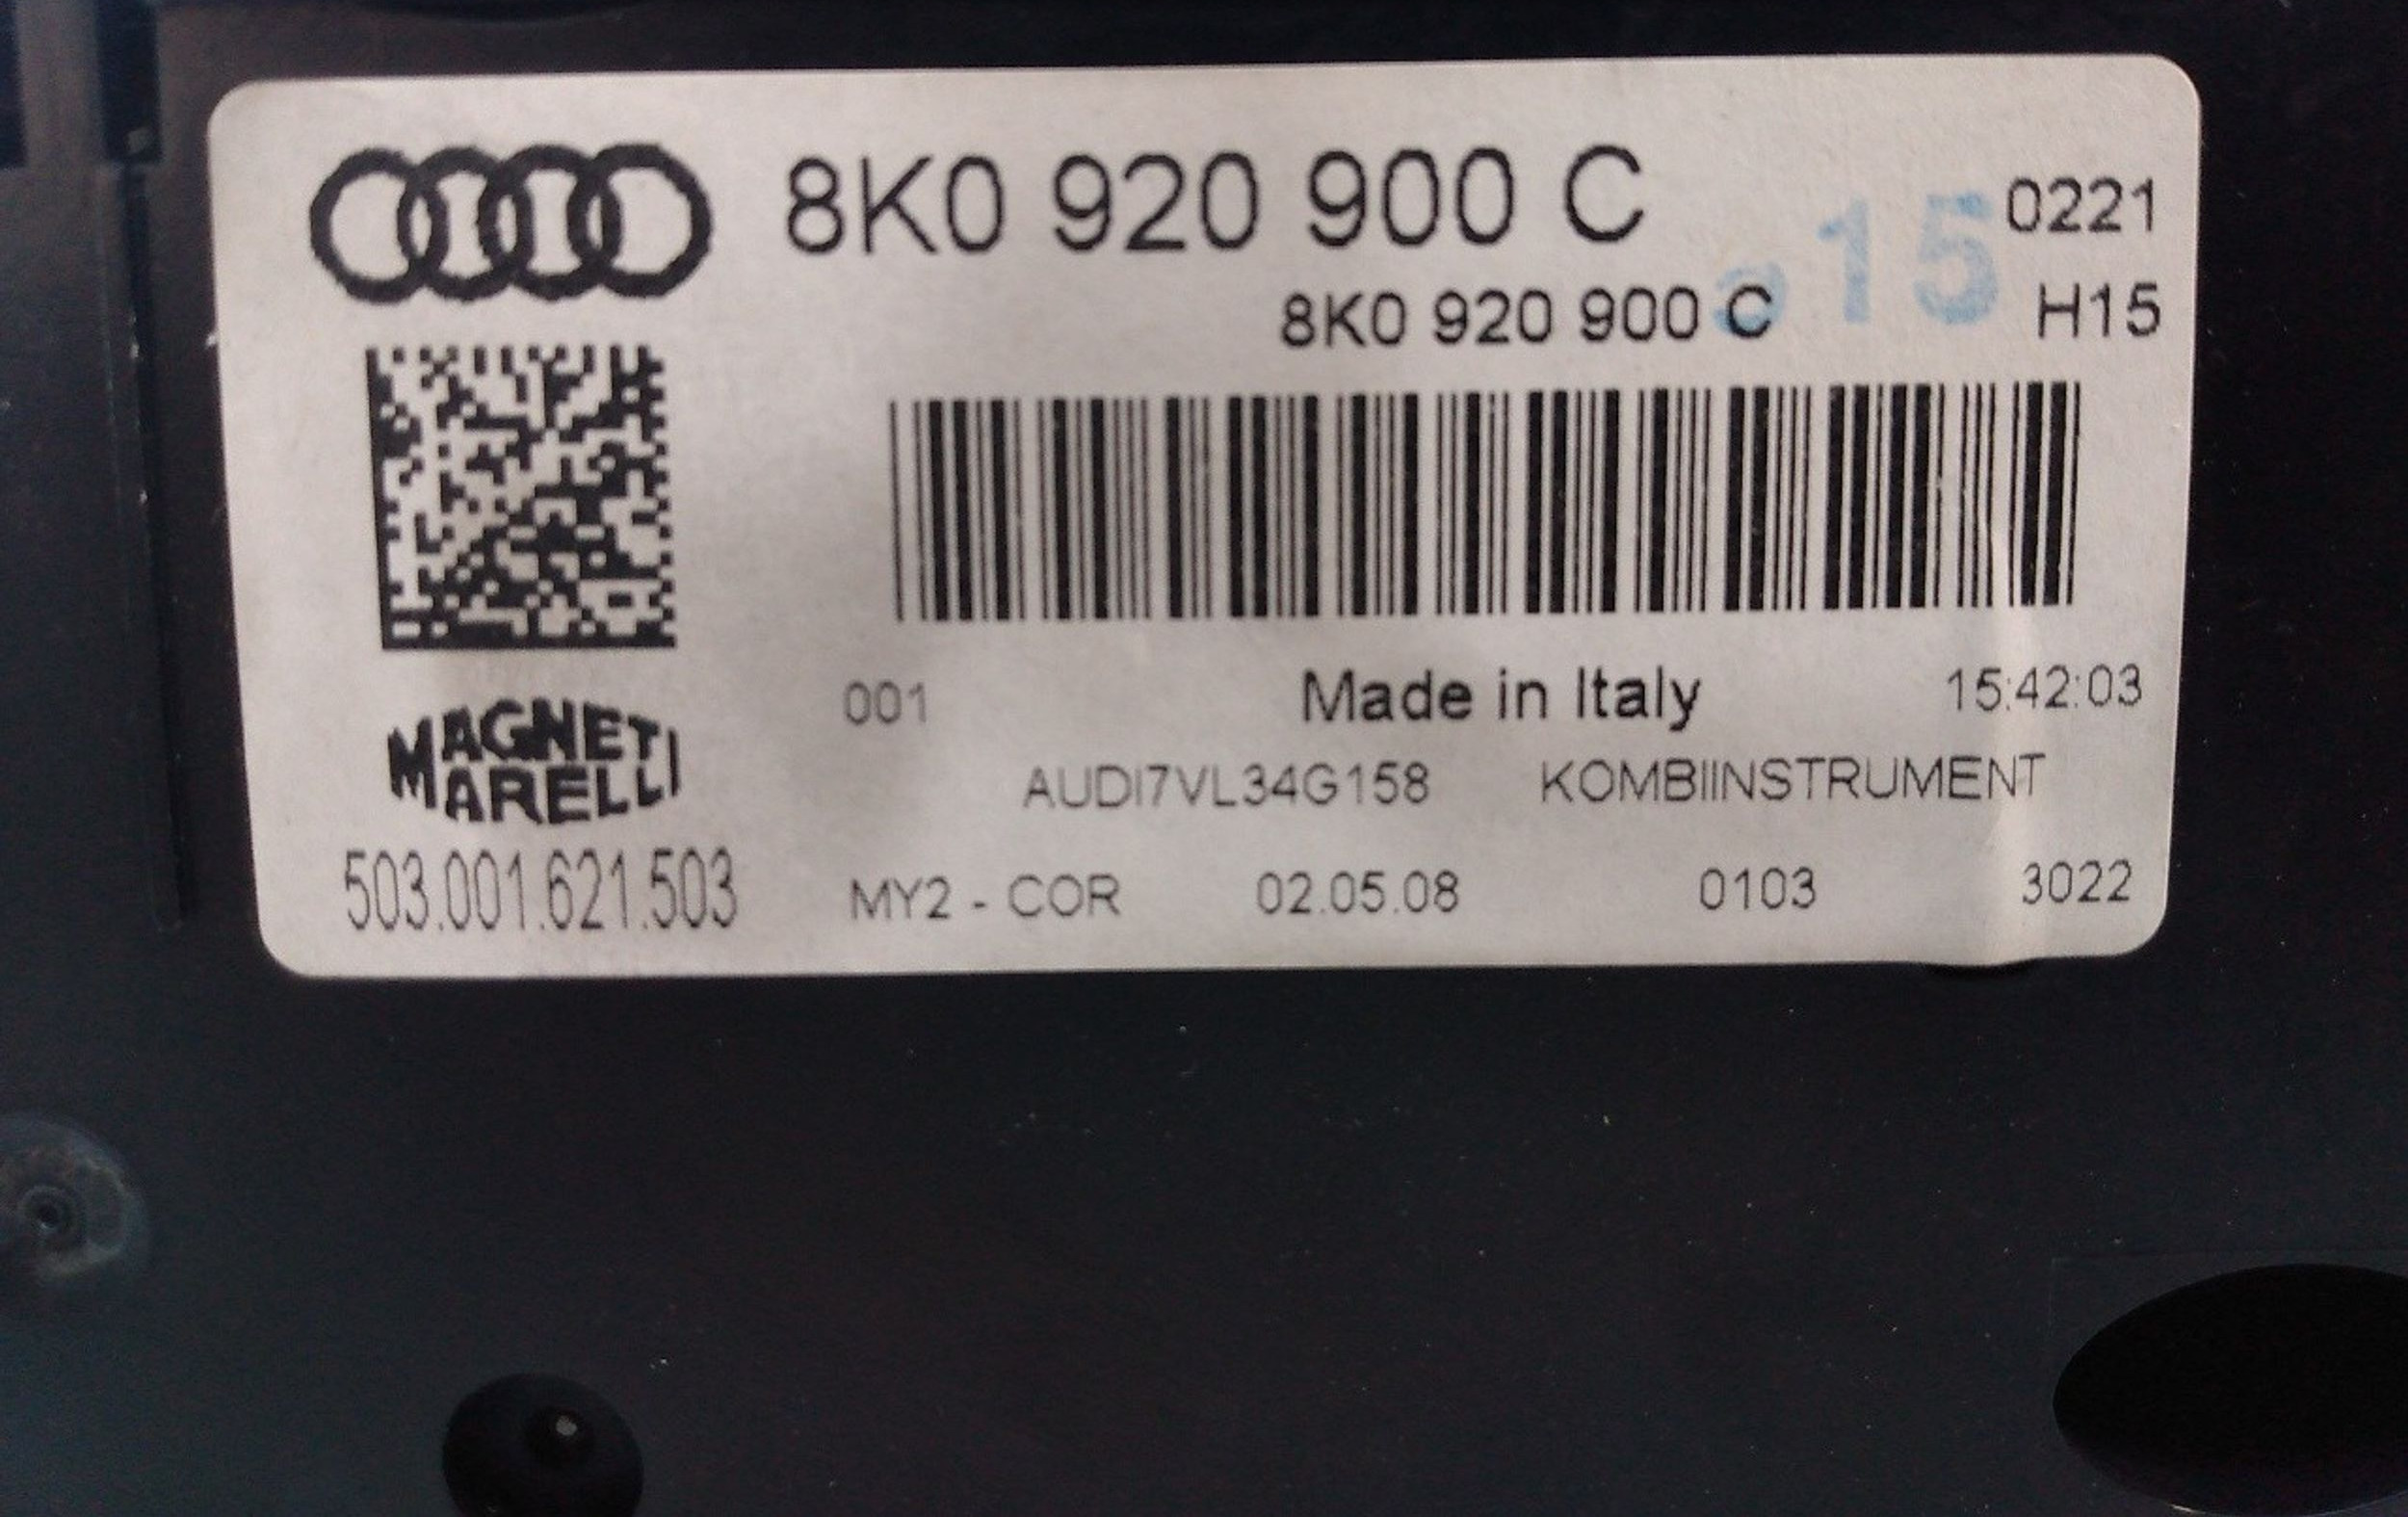 8K0 920 900 C
0221
8K0 920 900 C
15
H15
001
Made in Italy
15:42:03
MAGNETI
MARELLI
AUDI7VL34G158
KOMBIINSTRUMENT
503.001.621.503
MY2 - COR
02.05.08
0103
3022